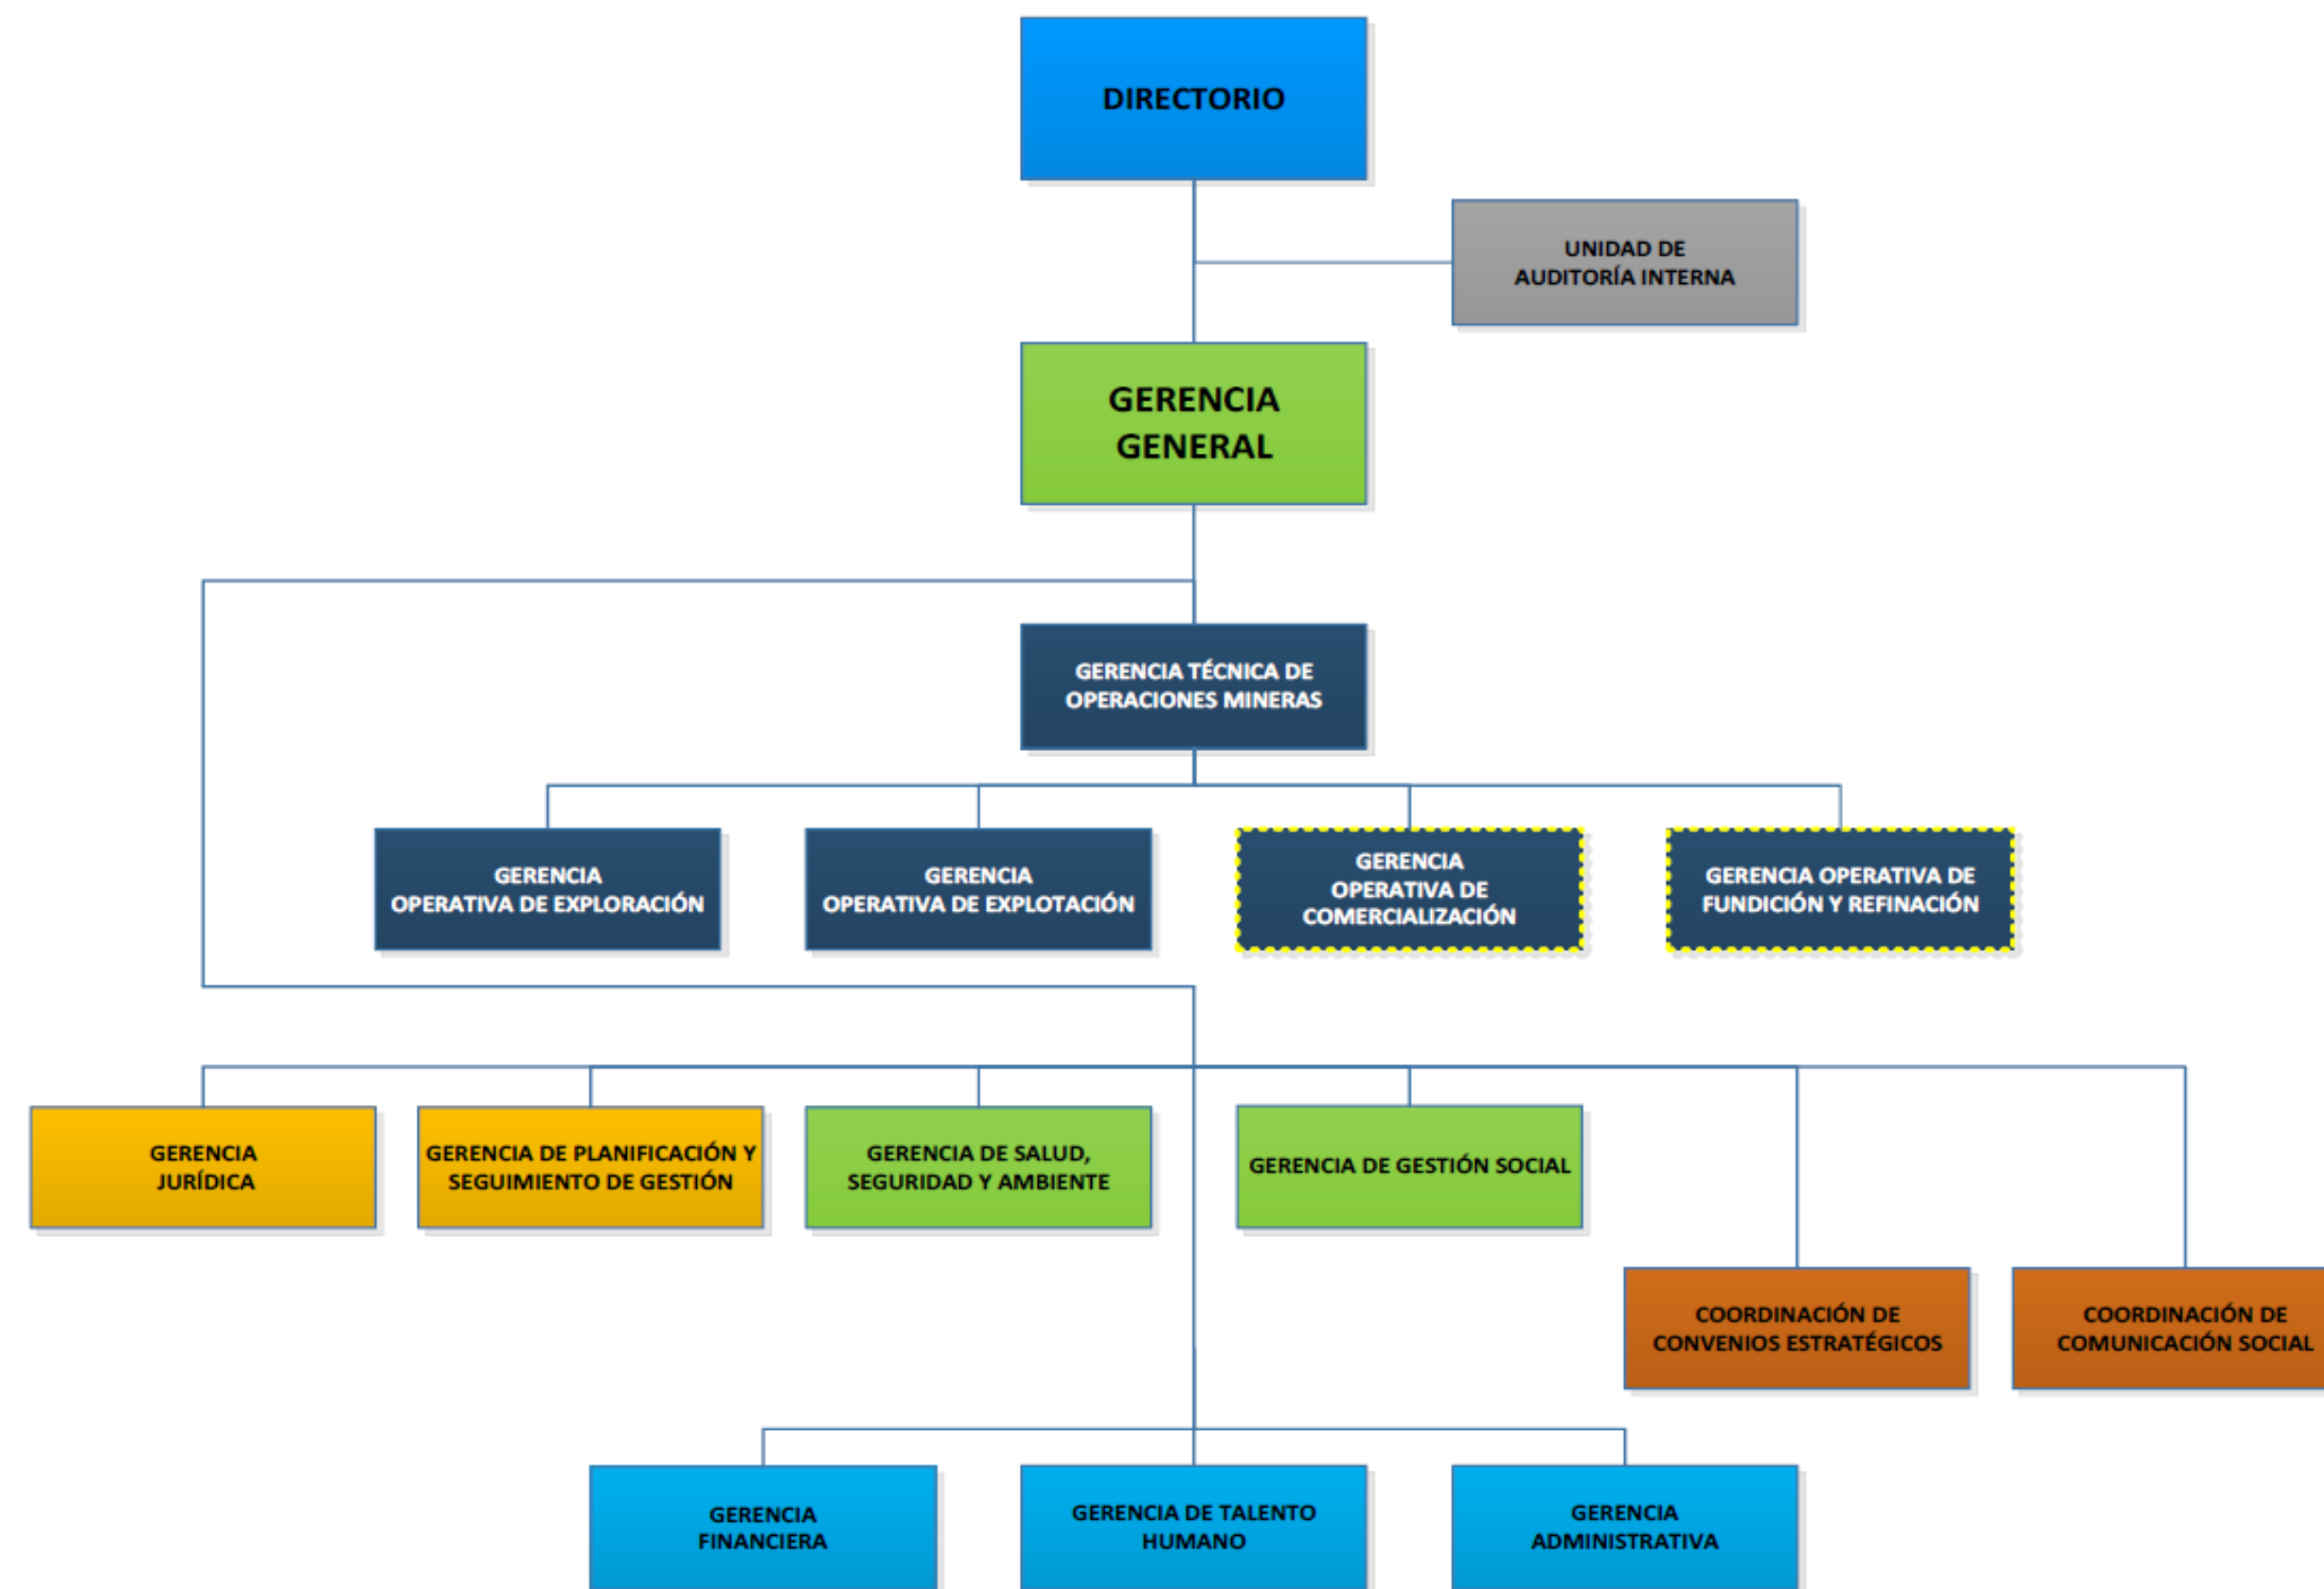 DIRECTORIO
UNIDAD DE
AUDITORÍA INTERNA
GERENCIA
GENERAL
GERENCIA TÉCNICA DE
OPERACIONES MINERAS
GERENCIA
OPERATIVA DE EXPLORACIÓN
GERENCIA
OPERATIVA DE EXPLOTACIÓN
GERENCIA
OPERATIVA DE
COMERCIALIZACIÓN
GERENCIA OPERATIVA DE
FUNDICIÓN Y REFINACIÓN
GERENCIA
JURÍDICA
GERENCIA DE PLANIFICACIÓN Y
SEGUIMIENTO DE GESTIÓN
GERENCIA DE SALUD,
SEGURIDAD Y AMBIENTE
GERENCIA DE GESTIÓN SOCIAL
COORDINACIÓN DE
CONVENIOS ESTRATÉGICOS
COORDINACIÓN DE
COMUNICACIÓN SOCIAL
GERENCIA
FINANCIERA
GERENCIA DE TALENTO
HUMANO
GERENCIA
ADMINISTRATIVA